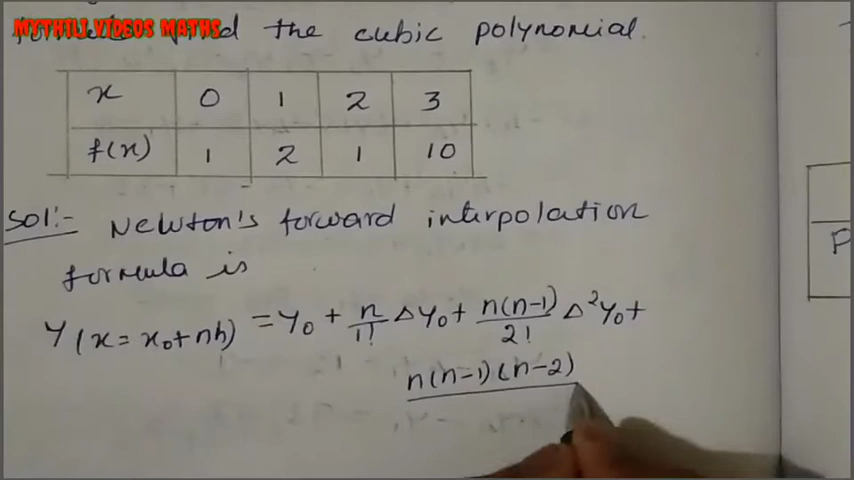 MYTHILI VIDEOS MATHS
the cubic polynomial.
x 0 1 2 3
f(x) 1 2 1 10
Sol:- Newton's forward interpolation
formula is
Y(x = x₀+nh) = Y₀ + n/1! ΔY₀ + n(n-1)/2! Δ²Y₀ +
n(n-1)(n-2)
P